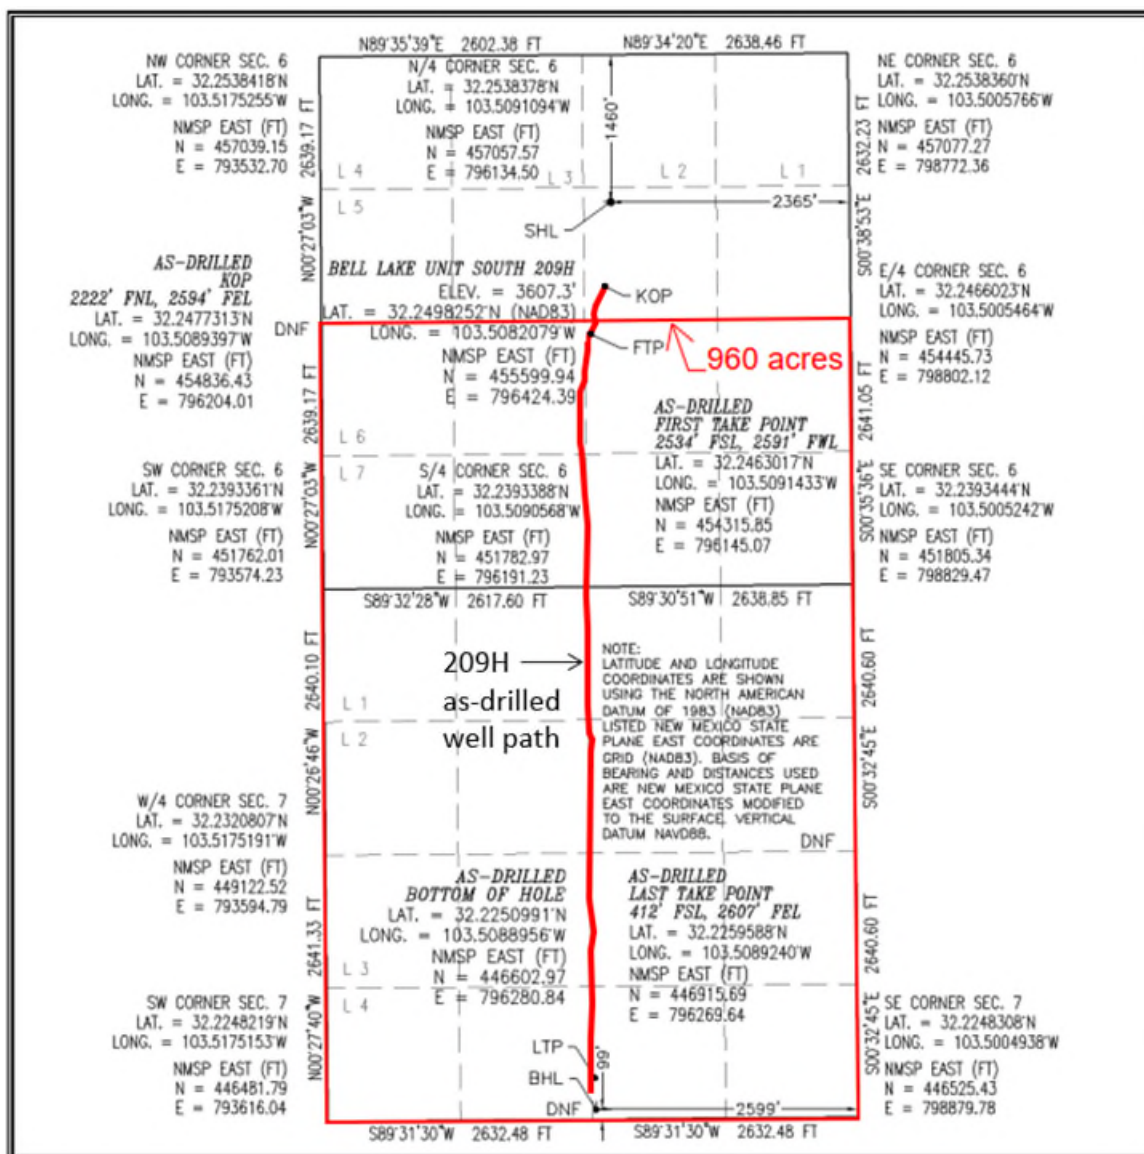 N89°35'39"E 2602.38 FT
N89°34'20"E 2638.46 FT
NW CORNER SEC. 6
LAT. = 32.2538418°N
LONG. = 103.5175255°W
NMSP EAST (FT)
N = 457039.15
E = 793532.70
N/4 CORNER SEC. 6
LAT. = 32.2538378°N
LONG. = 103.5091094°W
NMSP EAST (FT)
N = 457057.57
E = 796134.50
NE CORNER SEC. 6
LAT. = 32.2538360°N
LONG. = 103.5005766°W
NMSP EAST (FT)
N = 457077.27
E = 798772.36
N00°27'03"W 2639.17 FT
1460'
S00°38'53"E 2632.23 FT
L 4
L 3
L 2
L 1
L 5
2365'
SHL
AS-DRILLED
KOP
2222' FNL, 2594' FEL
LAT. = 32.2477313°N
LONG. = 103.5089397°W
NMSP EAST (FT)
N = 454836.43
E = 796204.01
DNF
BELL LAKE UNIT SOUTH 209H
ELEV. = 3607.3'
LAT. = 32.2498252°N (NAD83)
LONG. = 103.5082079°W
NMSP EAST (FT)
N = 455599.94
E = 796424.39
KOP
FTP
960 acres
E/4 CORNER SEC. 6
LAT. = 32.2466023°N
LONG. = 103.5005464°W
NMSP EAST (FT)
N = 454445.73
E = 798802.12
AS-DRILLED
FIRST TAKE POINT
2534' FSL, 2591' FWL
LAT. = 32.2463017°N
LONG. = 103.5091433°W
NMSP EAST (FT)
N = 454315.85
E = 796145.07
N00°27'03"W 2639.17 FT
S00°35'36"E 2641.05 FT
L 6
L 7
SW CORNER SEC. 6
LAT. = 32.2393361°N
LONG. = 103.5175208°W
NMSP EAST (FT)
N = 451762.01
E = 793574.23
S/4 CORNER SEC. 6
LAT. = 32.2393388°N
LONG. = 103.5090568°W
NMSP EAST (FT)
N = 451782.97
E = 796191.23
SE CORNER SEC. 6
LAT. = 32.2393444°N
LONG. = 103.5005242°W
NMSP EAST (FT)
N = 451805.34
E = 798829.47
S89°32'28"W 2617.60 FT
S89°30'51"W 2638.85 FT
209H
as-drilled
well path
NOTE:
LATITUDE AND LONGITUDE
COORDINATES ARE SHOWN
USING THE NORTH AMERICAN
DATUM OF 1983 (NAD83)
LISTED NEW MEXICO STATE
PLANE EAST COORDINATES ARE
GRID (NAD83). BASIS OF
BEARING AND DISTANCES USED
ARE NEW MEXICO STATE PLANE
EAST COORDINATES MODIFIED
TO THE SURFACE. VERTICAL
DATUM NAVD88.
DNF
N00°26'46"W 2640.10 FT
S00°32'45"E 2640.60 FT
L 1
L 2
W/4 CORNER SEC. 7
LAT. = 32.2320807°N
LONG. = 103.5175191°W
NMSP EAST (FT)
N = 449122.52
E = 793594.79
AS-DRILLED
BOTTOM OF HOLE
LAT. = 32.2250991°N
LONG. = 103.5088956°W
NMSP EAST (FT)
N = 446602.97
E = 796280.84
AS-DRILLED
LAST TAKE POINT
412' FSL, 2607' FEL
LAT. = 32.2259588°N
LONG. = 103.5089240°W
NMSP EAST (FT)
N = 446915.69
E = 796269.64
N00°27'40"W 2641.33 FT
S00°32'45"E 2640.60 FT
L 3
L 4
SW CORNER SEC. 7
LAT. = 32.2248219°N
LONG. = 103.5175153°W
NMSP EAST (FT)
N = 446481.79
E = 793616.04
SE CORNER SEC. 7
LAT. = 32.2248308°N
LONG. = 103.5004938°W
NMSP EAST (FT)
N = 446525.43
E = 798879.78
LTP
99'
BHL
DNF
2599'
S89°31'30"W 2632.48 FT
S89°31'30"W 2632.48 FT